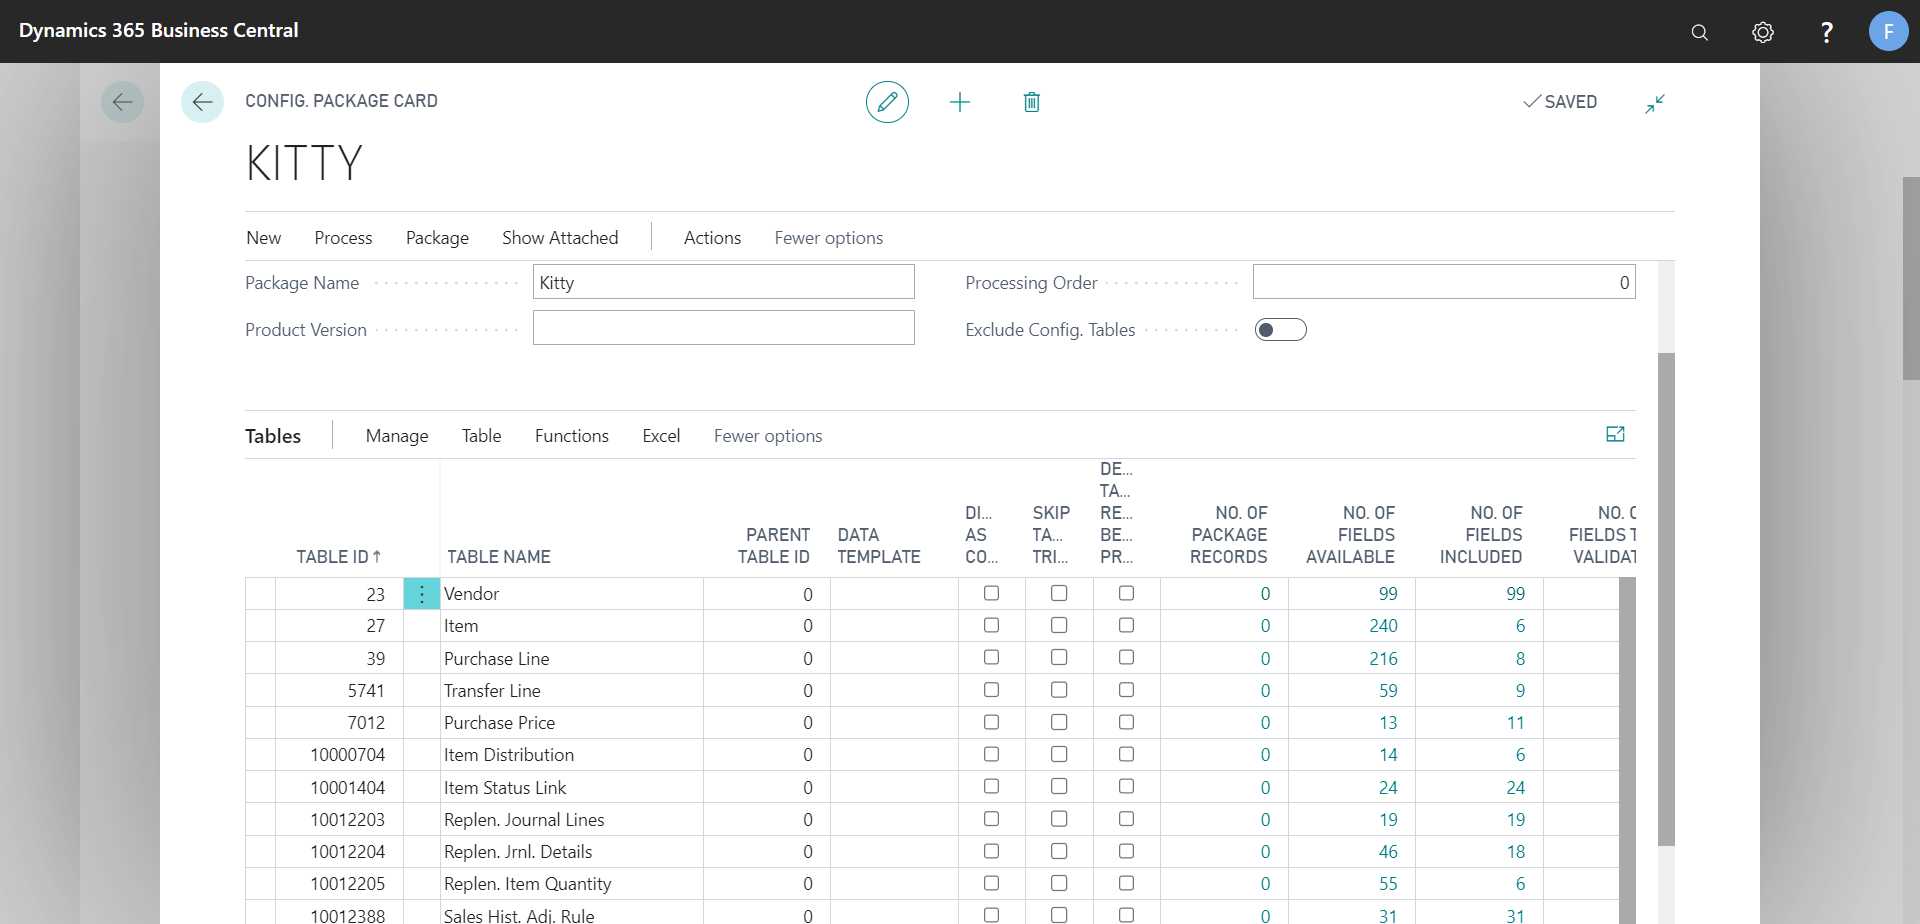 Dynamics 365 Business Central
?
F
CONFIG. PACKAGE CARD
SAVED
KITTY
New Process Package Show Attached Actions Fewer options
Package Name Kitty Processing Order 0
Product Version Exclude Config. Tables
Tables Manage Table Functions Excel Fewer options
TABLE ID↑ TABLE NAME PARENT TABLE ID DATA TEMPLATE DI... AS CO... SKIP TA... TRI... DE... TA... RE... BE... PR... NO. OF PACKAGE RECORDS NO. OF FIELDS AVAILABLE NO. OF FIELDS INCLUDED NO. FIELDS VALIDAT
23 Vendor 0 0 99 99
27 Item 0 0 240 6
39 Purchase Line 0 0 216 8
5741 Transfer Line 0 0 59 9
7012 Purchase Price 0 0 13 11
10000704 Item Distribution 0 0 14 6
10001404 Item Status Link 0 0 24 24
10012203 Replen. Journal Lines 0 0 19 19
10012204 Replen. Jrnl. Details 0 0 46 18
10012205 Replen. Item Quantity 0 0 55 6
10012388 Sales Hist. Adj. Rule 0 0 31 31